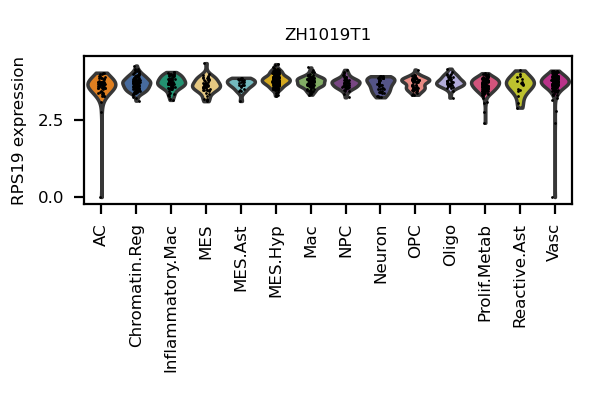 ZH1019T1
RPS19 expression
2.5
0.0
AC
Chromatin.Reg
Inflammatory.Mac
MES
MES.Ast
MES.Hyp
Mac
NPC
Neuron
OPC
Oligo
Prolif.Metab
Reactive.Ast
Vasc